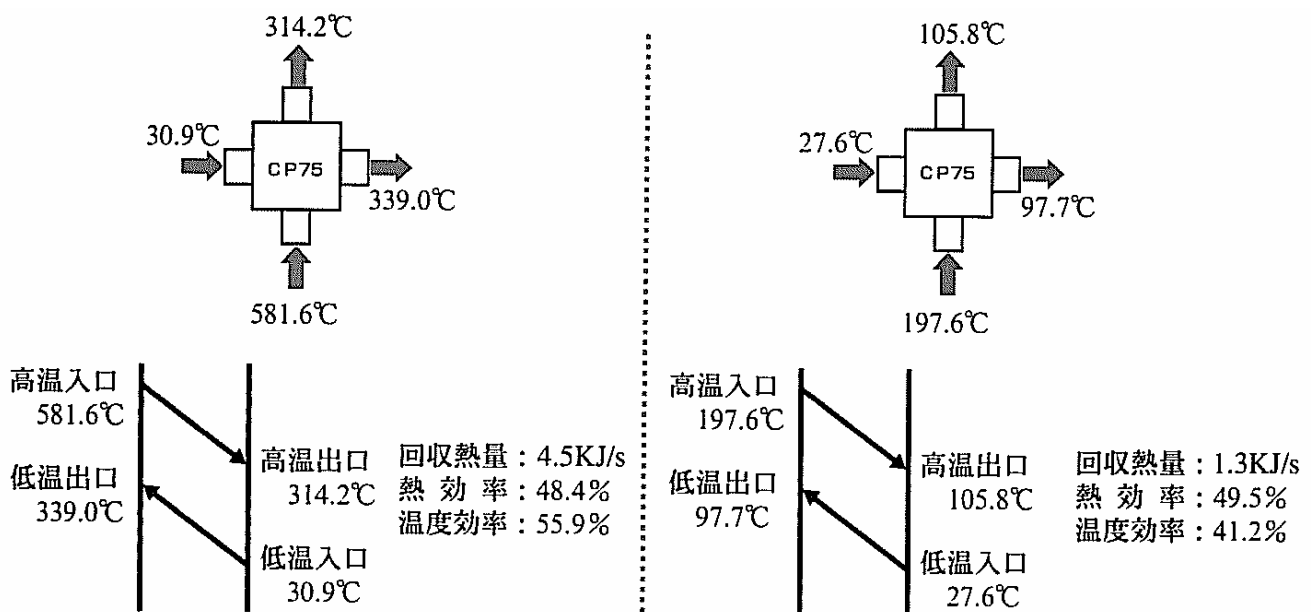 314.2℃
30.9℃
CP75
339.0℃
581.6℃
高温入口
581.6℃
低温出口
339.0℃
高温出口
314.2℃
低温入口
30.9℃
回収熱量：4.5KJ/s
熱 効 率：48.4％
温度効率：55.9％
105.8℃
27.6℃
CP75
97.7℃
197.6℃
高温入口
197.6℃
低温出口
97.7℃
高温出口
105.8℃
低温入口
27.6℃
回収熱量：1.3KJ/s
熱 効 率：49.5％
温度効率：41.2％